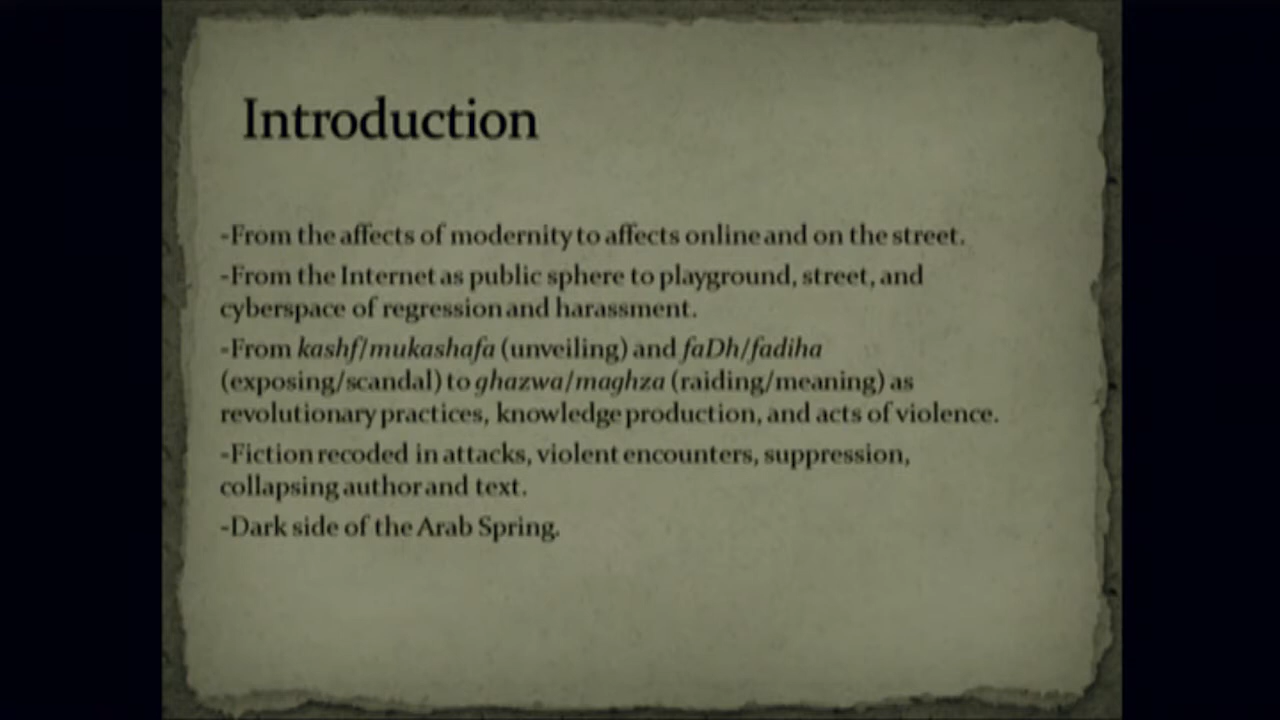 Introduction
-From the affects of modernity to affects online and on the street.
-From the Internet as public sphere to playground, street, and
cyberspace of regression and harassment.
-From kashf/mukashafa (unveiling) and faDh/fadiha
(exposing/scandal) to ghazwa/maghza (raiding/meaning) as
revolutionary practices, knowledge production, and acts of violence.
-Fiction recoded in attacks, violent encounters, suppression,
collapsing author and text.
-Dark side of the Arab Spring.